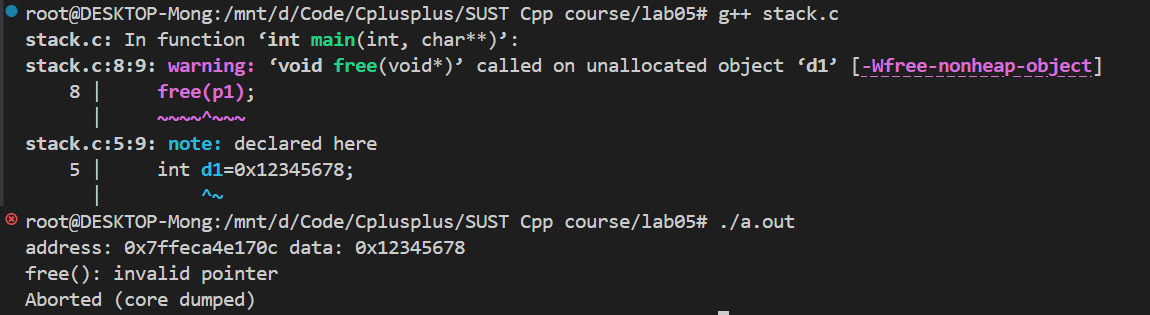 root@DESKTOP-Mong:/mnt/d/Code/Cplusplus/SUST Cpp course/lab05# g++ stack.c
stack.c: In function ‘int main(int, char**)’:
stack.c:8:9: warning: ‘void free(void*)’ called on unallocated object ‘d1’ [-Wfree-nonheap-object]
    8 |     free(p1);
      |     ~~~~^~~~
stack.c:5:9: note: declared here
    5 |     int d1=0x12345678;
      |         ^~
root@DESKTOP-Mong:/mnt/d/Code/Cplusplus/SUST Cpp course/lab05# ./a.out
address: 0x7ffeca4e170c data: 0x12345678
free(): invalid pointer
Aborted (core dumped)